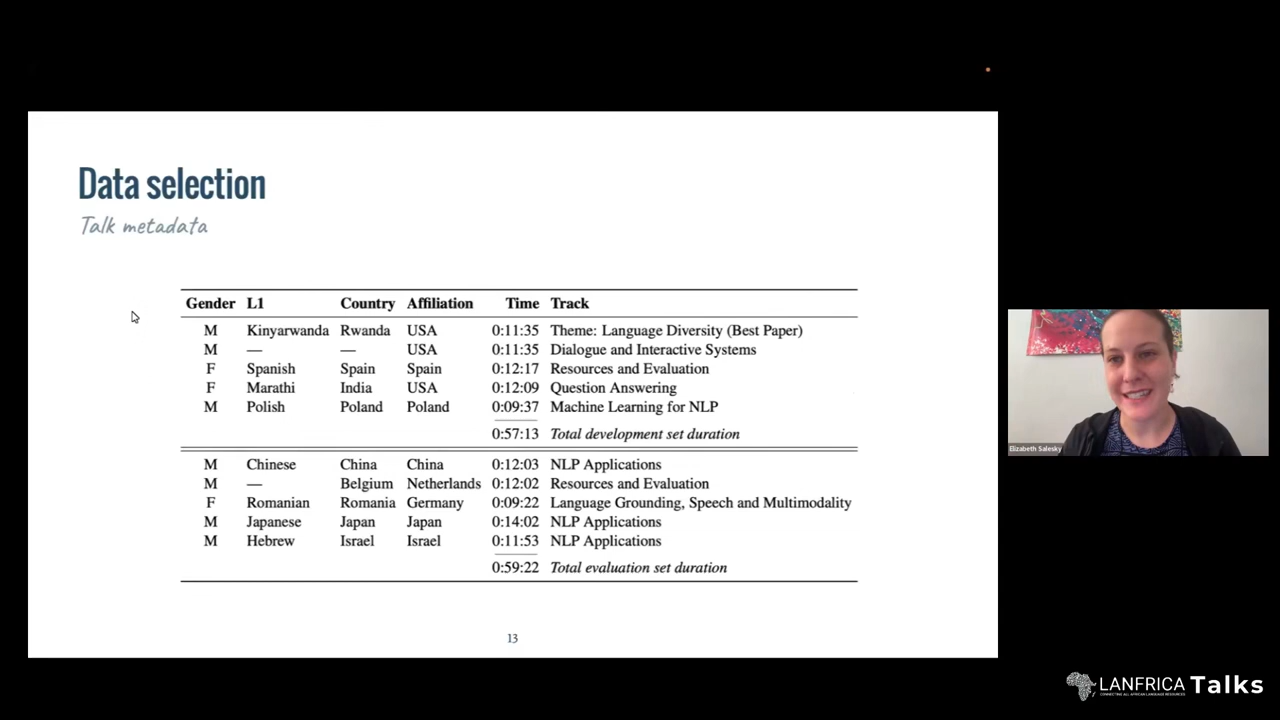 Data selection
Talk metadata
Gender L1 Country Affiliation Time Track
M Kinyarwanda Rwanda USA 0:11:35 Theme: Language Diversity (Best Paper)
M — — USA 0:11:35 Dialogue and Interactive Systems
F Spanish Spain Spain 0:12:17 Resources and Evaluation
F Marathi India USA 0:12:09 Question Answering
M Polish Poland Poland 0:09:37 Machine Learning for NLP
0:57:13 Total development set duration
M Chinese China China 0:12:03 NLP Applications
M — Belgium Netherlands 0:12:02 Resources and Evaluation
F Romanian Romania Germany 0:09:22 Language Grounding, Speech and Multimodality
M Japanese Japan Japan 0:14:02 NLP Applications
M Hebrew Israel Israel 0:11:53 NLP Applications
0:59:22 Total evaluation set duration
13
Elizabeth Salesky
LANFRICA Talks
CONNECTING ALL AFRICAN LANGUAGE RESOURCES